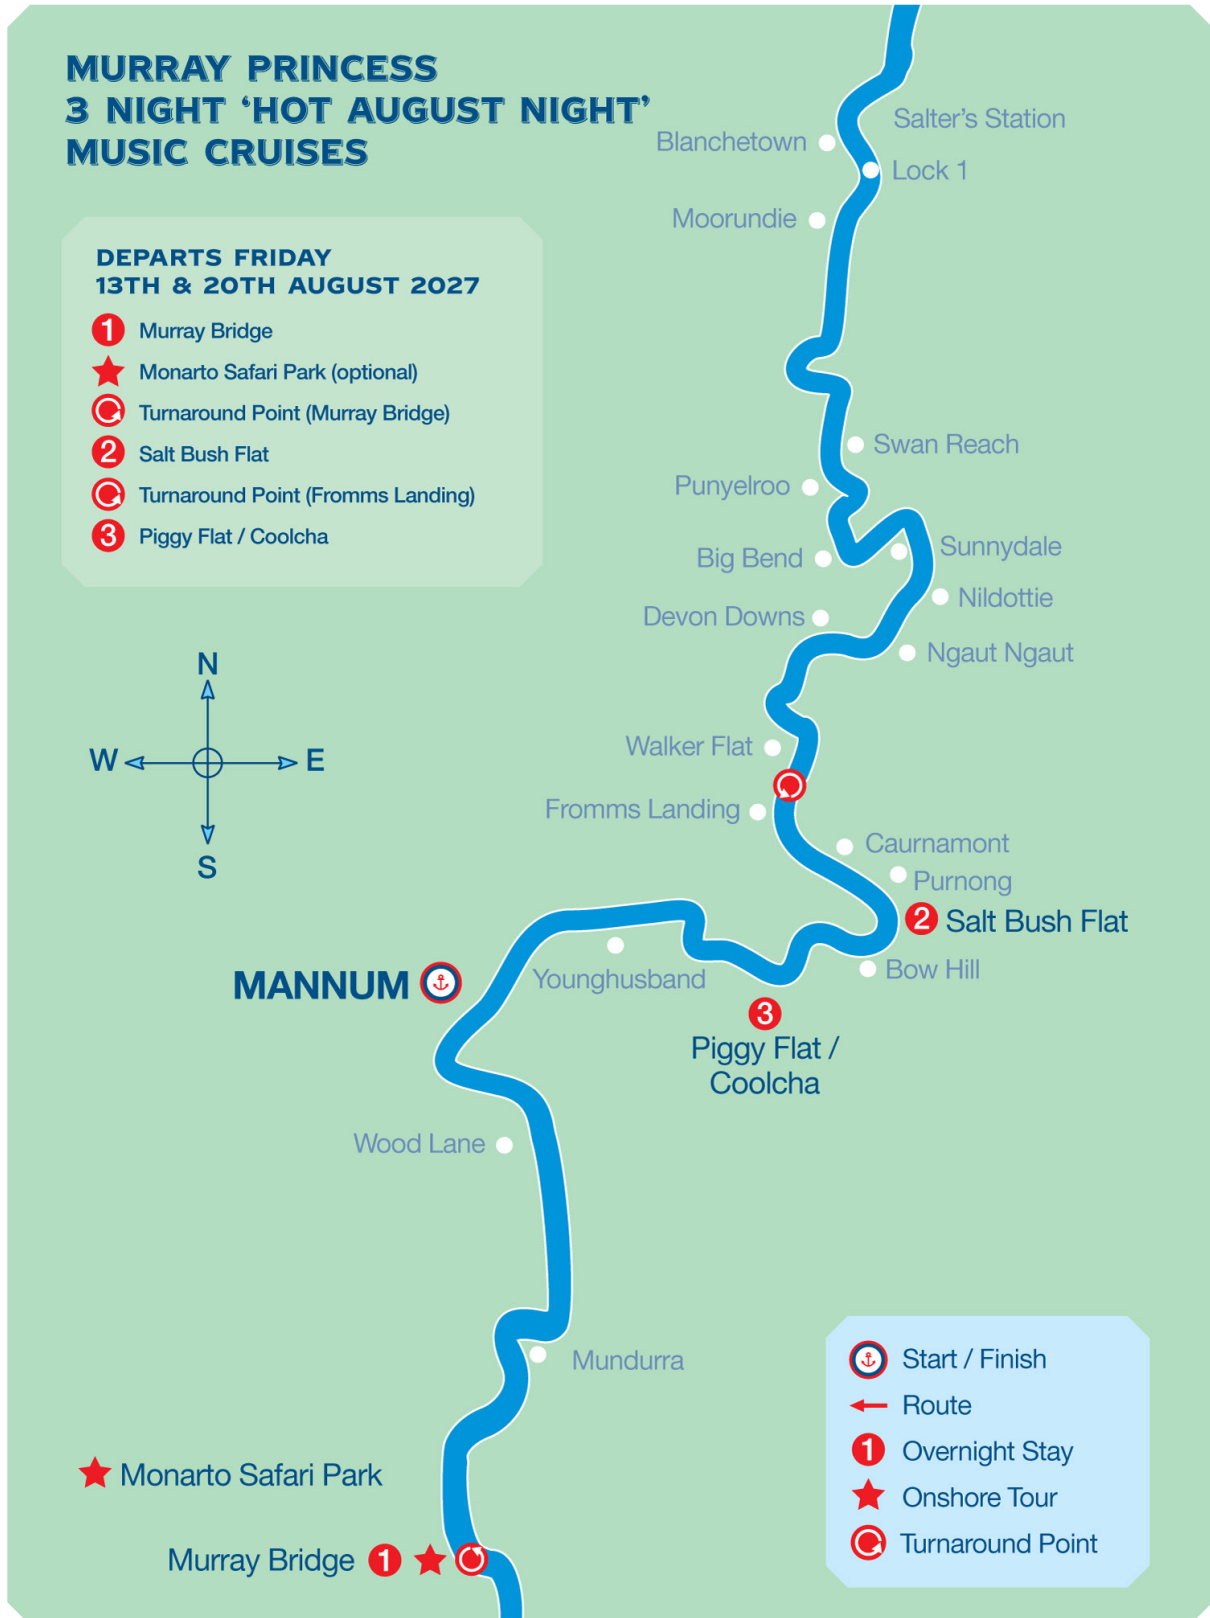 MURRAY PRINCESS
3 NIGHT ‘HOT AUGUST NIGHT’
MUSIC CRUISES
DEPARTS FRIDAY
13TH & 20TH AUGUST 2027
1 Murray Bridge
Monarto Safari Park (optional)
Turnaround Point (Murray Bridge)
2 Salt Bush Flat
Turnaround Point (Fromms Landing)
3 Piggy Flat / Coolcha
N
W E
S
Salter’s Station
Blanchetown
Lock 1
Moorundie
Swan Reach
Punyelroo
Sunnydale
Big Bend
Nildottie
Devon Downs
Ngaut Ngaut
Walker Flat
Fromms Landing
Caurnamont
Purnong
2 Salt Bush Flat
Bow Hill
Younghusband
MANNUM
3
Piggy Flat /
Coolcha
Wood Lane
Mundurra
Monarto Safari Park
Murray Bridge 1
Start / Finish
Route
1 Overnight Stay
Onshore Tour
Turnaround Point